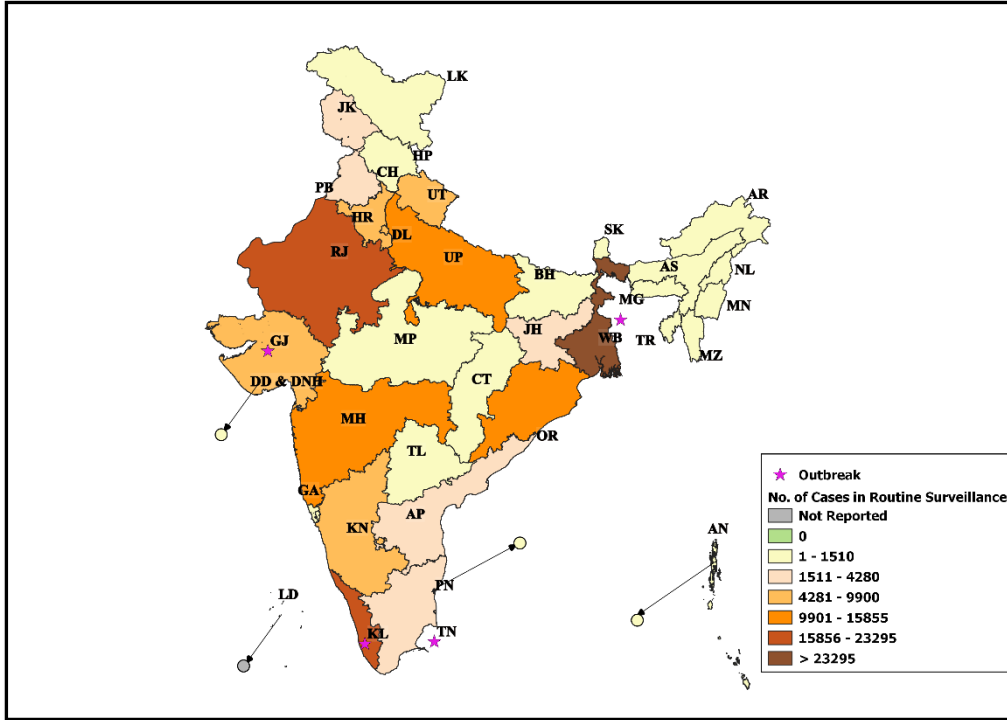 LK
JK
HP
CH
PB
UT
AR
HR
SK
DL
RJ
UP
BH
AS
NL
MG
MN
JH
GJ
MP
WB
TR
MZ
CT
DD & DNH
MH
OR
TL
GA
AP
KN
AN
PN
LD
KL
TN
Outbreak
No. of Cases in Routine Surveillance
Not Reported
0
1 - 1510
1511 - 4280
4281 - 9900
9901 - 15855
15856 - 23295
> 23295